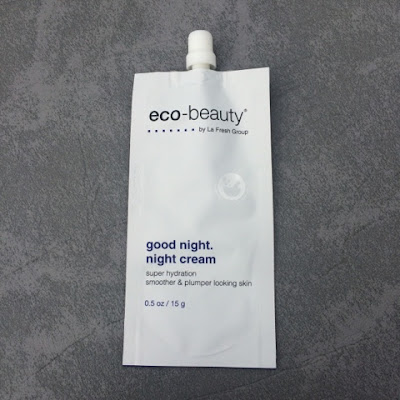 eco-beauty®
by La Fresh Group
good night.
night cream
super hydration
smoother & plumper looking skin
0.5 oz / 15 g